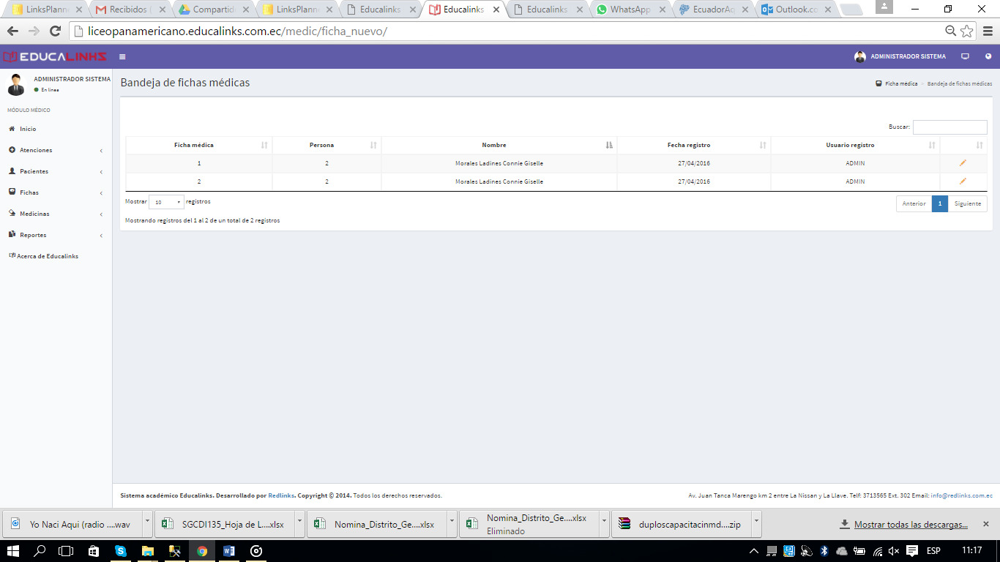 LinksPlann
Recibidos (
Compartid
LinksPlann
Educalinks
Educalinks
Educalinks
WhatsApp
EcuadorAg
Outlook.co
liceopanamericano.educalinks.com.ec/medic/ficha_nuevo/
EDUCALINKS
ADMINISTRADOR SISTEMA
ADMINISTRADOR SISTEMA
En linea
MÓDULO MÉDICO
Inicio
Atenciones
Pacientes
Fichas
Medicinas
Reportes
Acerca de Educalinks
Bandeja de fichas médicas
Ficha médica > Bandeja de fichas médicas
Buscar:
Ficha médica Persona Nombre Fecha registro Usuario registro
1 2 Morales Ladines Connie Giselle 27/04/2016 ADMIN
2 2 Morales Ladines Connie Giselle 27/04/2016 ADMIN
Mostrar 10 registros
Anterior 1 Siguiente
Mostrando registros del 1 al 2 de un total de 2 registros
Sistema académico Educalinks. Desarrollado por Redlinks. Copyright © 2014. Todos los derechos reservados.
Av. Juan Tanca Marengo km 2 entre La Nissan y La Llave. Telf: 3713565 Ext. 302 Email: info@redlinks.com.ec
Yo Naci Aqui (radio ....wav
SGCDI135_Hoja de L....xlsx
Nomina_Distrito_Ge....xlsx
Nomina_Distrito_Ge....xlsx
Eliminado
duploscapacitacinmd....zip
Mostrar todas las descargas...
ESP
11:17